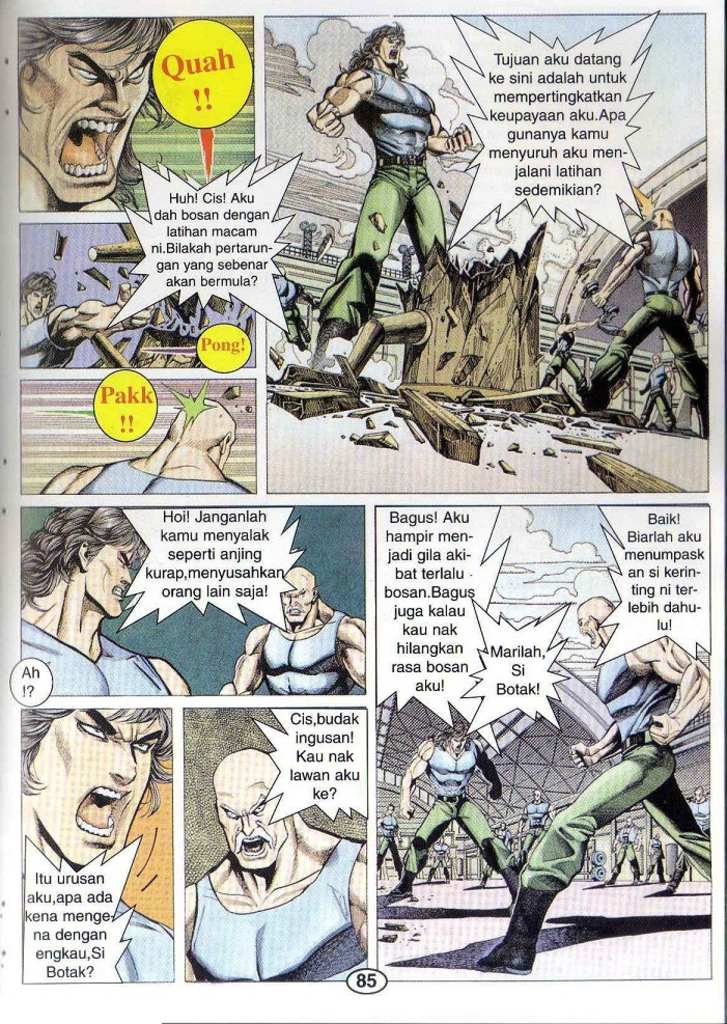 Quah
!!
Huh! Cis! Aku
dah bosan dengan
latihan macam
ni.Bilakah pertarun-
gan yang sebenar
akan bermula?
Pong!
Pakk
!!
Tujuan aku datang
ke sini adalah untuk
mempertingkatkan
keupayaan aku.Apa
gunanya kamu
menyuruh aku men-
jalani latihan
sedemikian?
Hoi! Janganlah
kamu menyalak
seperti anjing
kurap,menyusahkan
orang lain saja!
Ah
!?
Itu urusan
aku,apa ada
kena menge-
na dengan
engkau,Si
Botak?
Cis,budak
ingusan!
Kau nak
lawan aku
ke?
Bagus! Aku
hampir men-
jadi gila aki-
bat terlalu
bosan.Bagus
juga kalau
kau nak
hilangkan
rasa bosan
aku!
Marilah,
Si
Botak!
Baik!
Biarlah aku
menumpask
an si kerin-
ting ni ter-
lebih dahu-
lu!
85